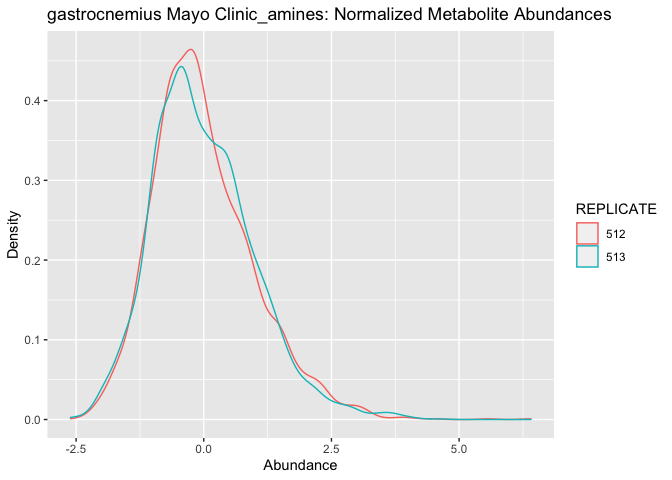 gastrocnemius Mayo Clinic_amines: Normalized Metabolite Abundances
0.4
0.3
0.2
0.1
0.0
Density
-2.5
0.0
2.5
5.0
Abundance
REPLICATE
512
513